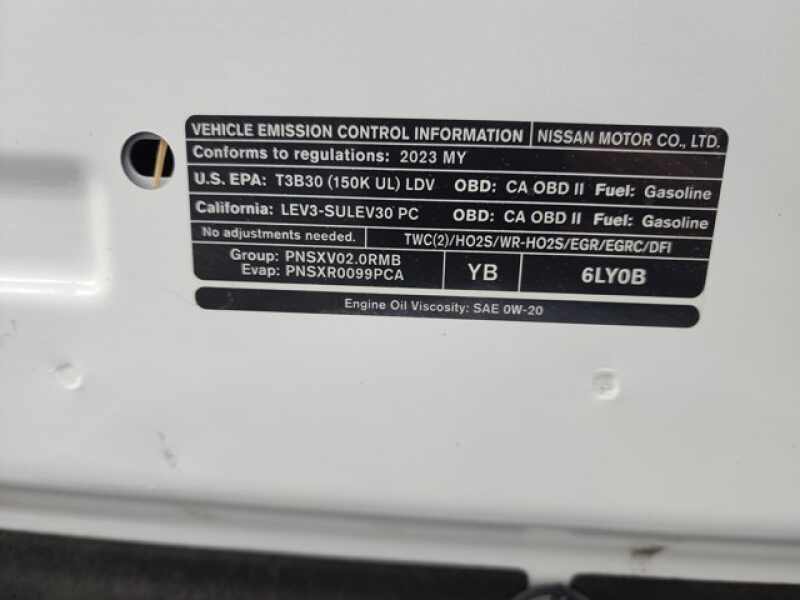 VEHICLE EMISSION CONTROL INFORMATION NISSAN MOTOR CO., LTD.
Conforms to regulations: 2023 MY
U.S. EPA: T3B30 (150K UL) LDV OBD: CA OBD II Fuel: Gasoline
California: LEV3-SULEV30 PC OBD: CA OBD II Fuel: Gasoline
No adjustments needed. TWC(2)/HO2S/WR-HO2S/EGR/EGRC/DFI
Group: PNSXV02.0RMB
Evap: PNSXR0099PCA
YB
6LY0B
Engine Oil Viscosity: SAE 0W-20